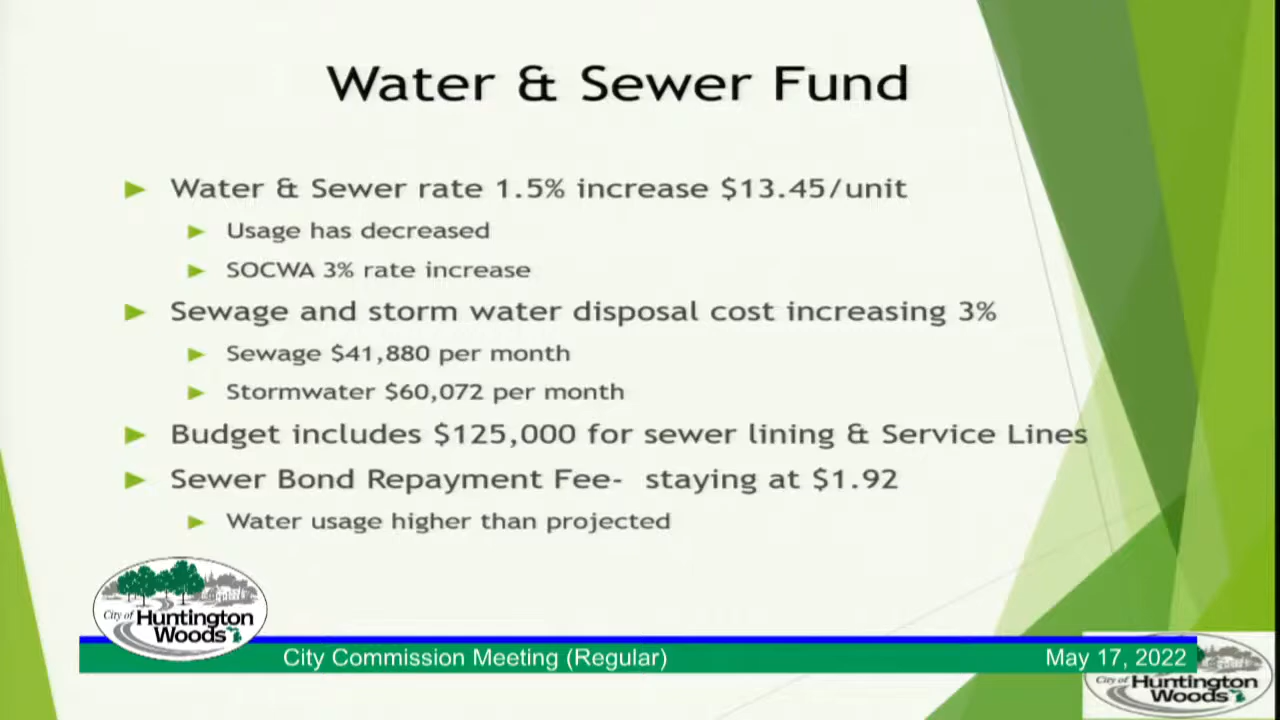 Water & Sewer Fund
Water & Sewer rate 1.5% increase $13.45/unit
Usage has decreased
SOCWA 3% rate increase
Sewage and storm water disposal cost increasing 3%
Sewage $41,880 per month
Stormwater $60,072 per month
Budget includes $125,000 for sewer lining & Service Lines
Sewer Bond Repayment Fee-  staying at $1.92
Water usage higher than projected
City of Huntington
Woods
City Commission Meeting (Regular)
May 17, 2022
City of Huntington
Woods